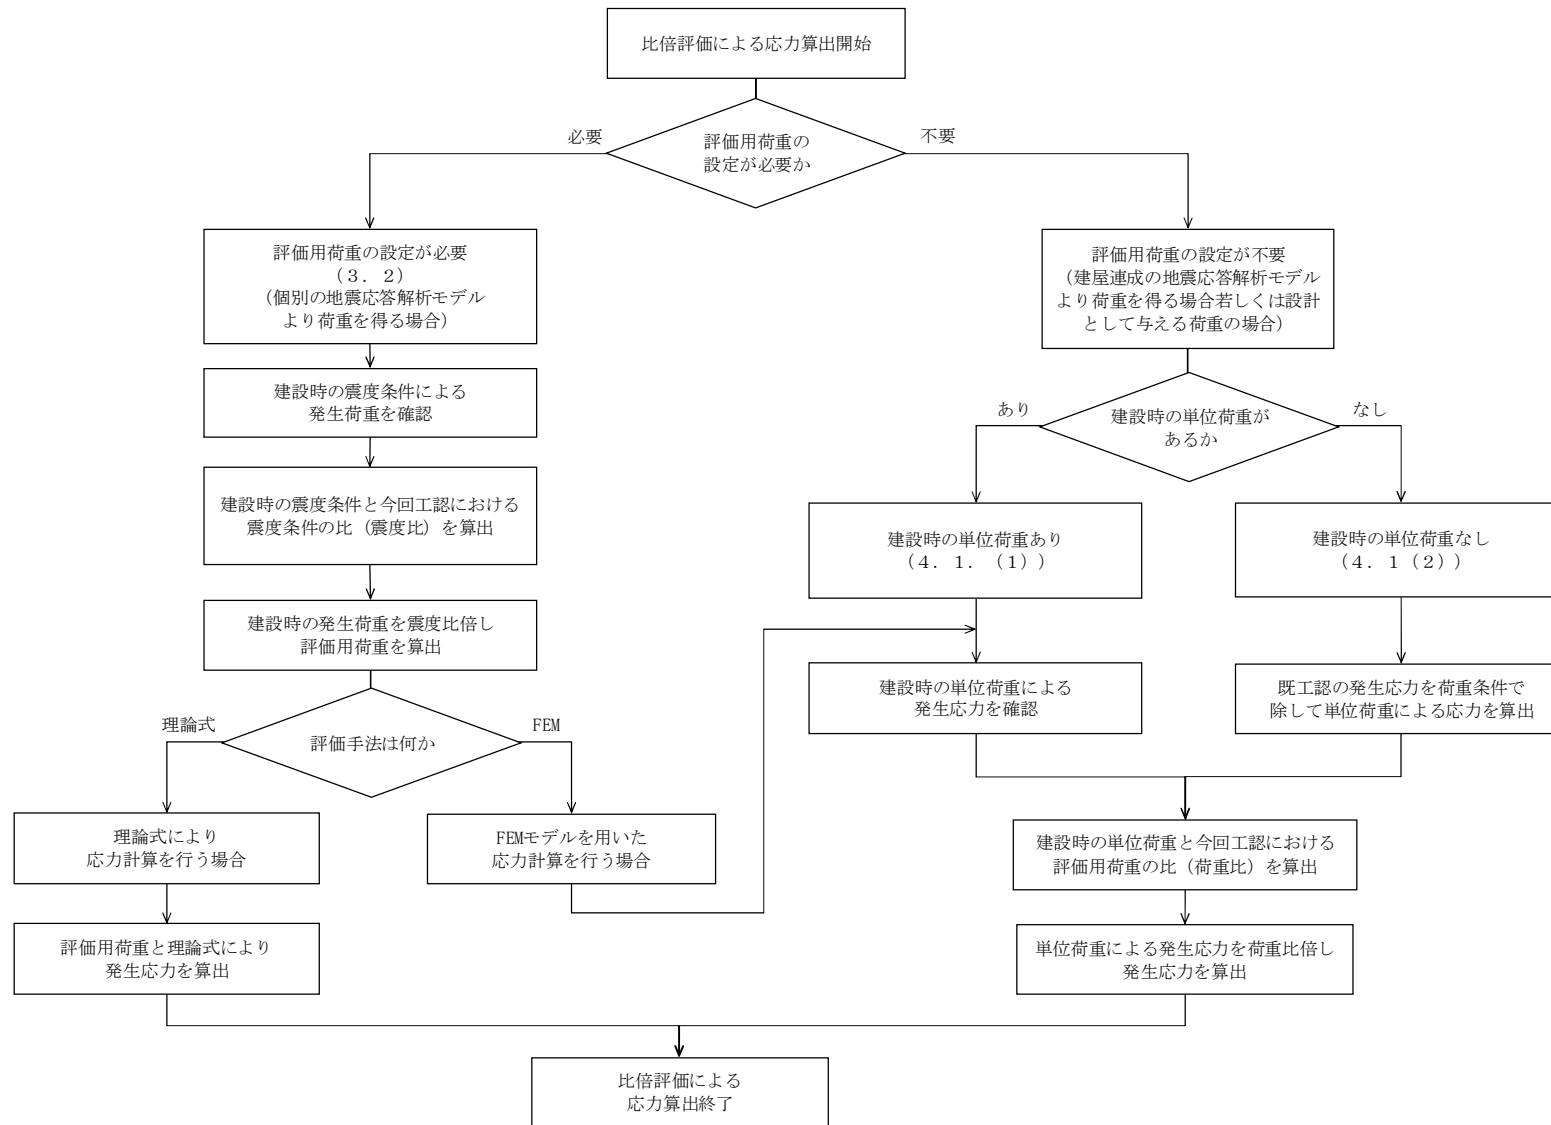 比倍評価による応力算出開始
評価用荷重の
設定が必要か
必要
不要
評価用荷重の設定が必要
(3.2)
(個別の地震応答解析モデル
より荷重を得る場合)
評価用荷重の設定が不要
(建屋連成の地震応答解析モデル
より荷重を得る場合若しくは設計
として与える荷重の場合)
建設時の震度条件による
発生荷重を確認
建設時の単位荷重が
あるか
あり
なし
建設時の震度条件と今回工認における
震度条件の比(震度比)を算出
建設時の単位荷重あり
(4.1.(1))
建設時の単位荷重なし
(4.1(2))
建設時の発生荷重を震度比倍し
評価用荷重を算出
建設時の単位荷重による
発生応力を確認
既工認の発生応力を荷重条件で
除して単位荷重による応力を算出
評価手法は何か
理論式
FEM
理論式により
応力計算を行う場合
FEMモデルを用いた
応力計算を行う場合
建設時の単位荷重と今回工認における
評価用荷重の比(荷重比)を算出
評価用荷重と理論式により
発生応力を算出
単位荷重による発生応力を荷重比倍し
発生応力を算出
比倍評価による
応力算出終了